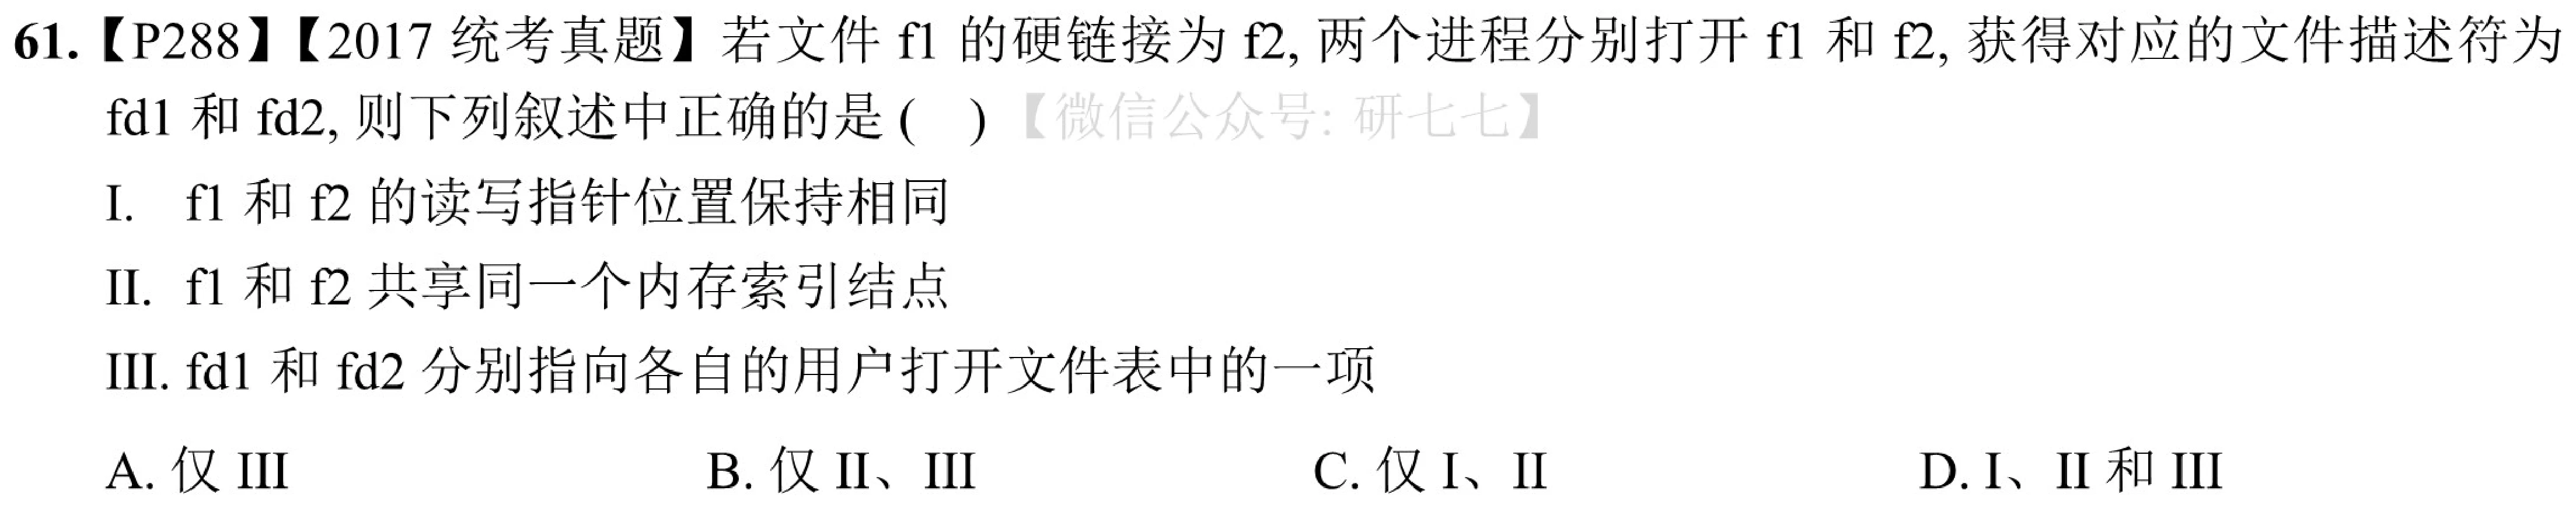 61.【P288】【2017 统考真题】若文件 f1 的硬链接为 f2, 两个进程分别打开 f1 和 f2, 获得对应的文件描述符为
fd1 和 fd2, 则下列叙述中正确的是 (   ) 【微信公众号: 研七七】
I. f1 和 f2 的读写指针位置保持相同
II. f1 和 f2 共享同一个内存索引结点
III. fd1 和 fd2 分别指向各自的用户打开文件表中的一项
A. 仅 III B. 仅 II、III C. 仅 I、II D. I、II 和 III